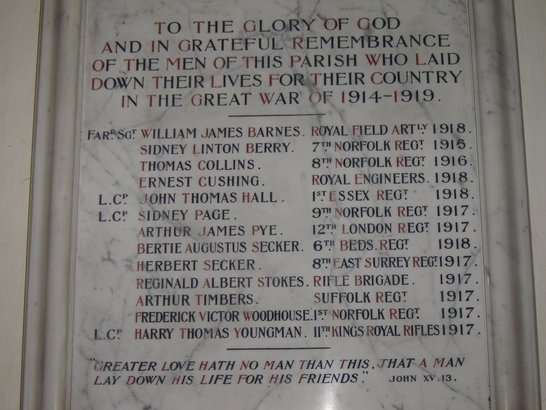 TO THE GLORY OF GOD
AND IN GRATEFUL REMEMBRANCE
OF THE MEN OF THIS PARISH WHO LAID
DOWN THEIR LIVES FOR THEIR COUNTRY
IN THE GREAT WAR OF 1914-1919.
FARR SGT WILLIAM JAMES BARNES. ROYAL FIELD ARTLY 1918.
SIDNEY LINTON BERRY. 7TH NORFOLK REGT 1915.
THOMAS COLLINS. 8TH NORFOLK REGT 1916.
ERNEST CUSHING. ROYAL ENGINEERS. 1918.
L.CPL JOHN THOMAS HALL. 1ST ESSEX REGT 1918.
L.CPL SIDNEY PAGE. 9TH NORFOLK REGT 1917.
ARTHUR JAMES PYE. 12TH LONDON REGT 1917.
BERTIE AUGUSTUS SECKER. 6TH BEDS. REGT 1918.
HERBERT SECKER. 8TH EAST SURREY REGT 1917.
REGINALD ALBERT STOKES. RIFLE BRIGADE. 1917.
ARTHUR TIMBERS. SUFFOLK REGT 1917.
FREDERICK VICTOR WOODHOUSE. 1ST NORFOLK REGT 1917.
L.CPL HARRY THOMAS YOUNGMAN. 11TH KINGS ROYAL RIFLES 1917.
"GREATER LOVE HATH NO MAN THAN THIS, THAT A MAN
LAY DOWN HIS LIFE FOR HIS FRIENDS." JOHN XV. 13.